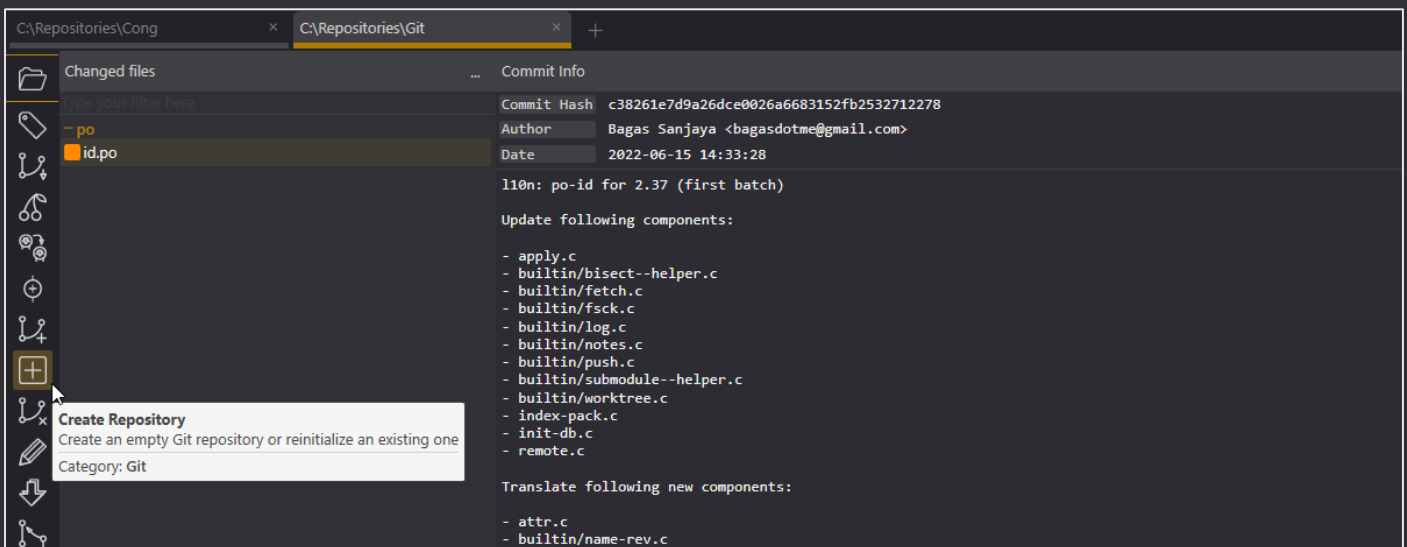 C:\Repositories\Cong
C:\Repositories\Git
Changed files
...
Type your filter here
po
id.po
Commit Info
Commit Hash c38261e7d9a26dce0026a6683152fb2532712278
Author Bagas Sanjaya <bagasdotme@gmail.com>
Date 2022-06-15 14:33:28
l10n: po-id for 2.37 (first batch)
Update following components:
- apply.c
- builtin/bisect--helper.c
- builtin/fetch.c
- builtin/fsck.c
- builtin/log.c
- builtin/notes.c
- builtin/push.c
- builtin/submodule--helper.c
- builtin/worktree.c
- index-pack.c
- init-db.c
- remote.c
Translate following new components:
- attr.c
- builtin/name-rev.c
Create Repository
Create an empty Git repository or reinitialize an existing one
Category: Git